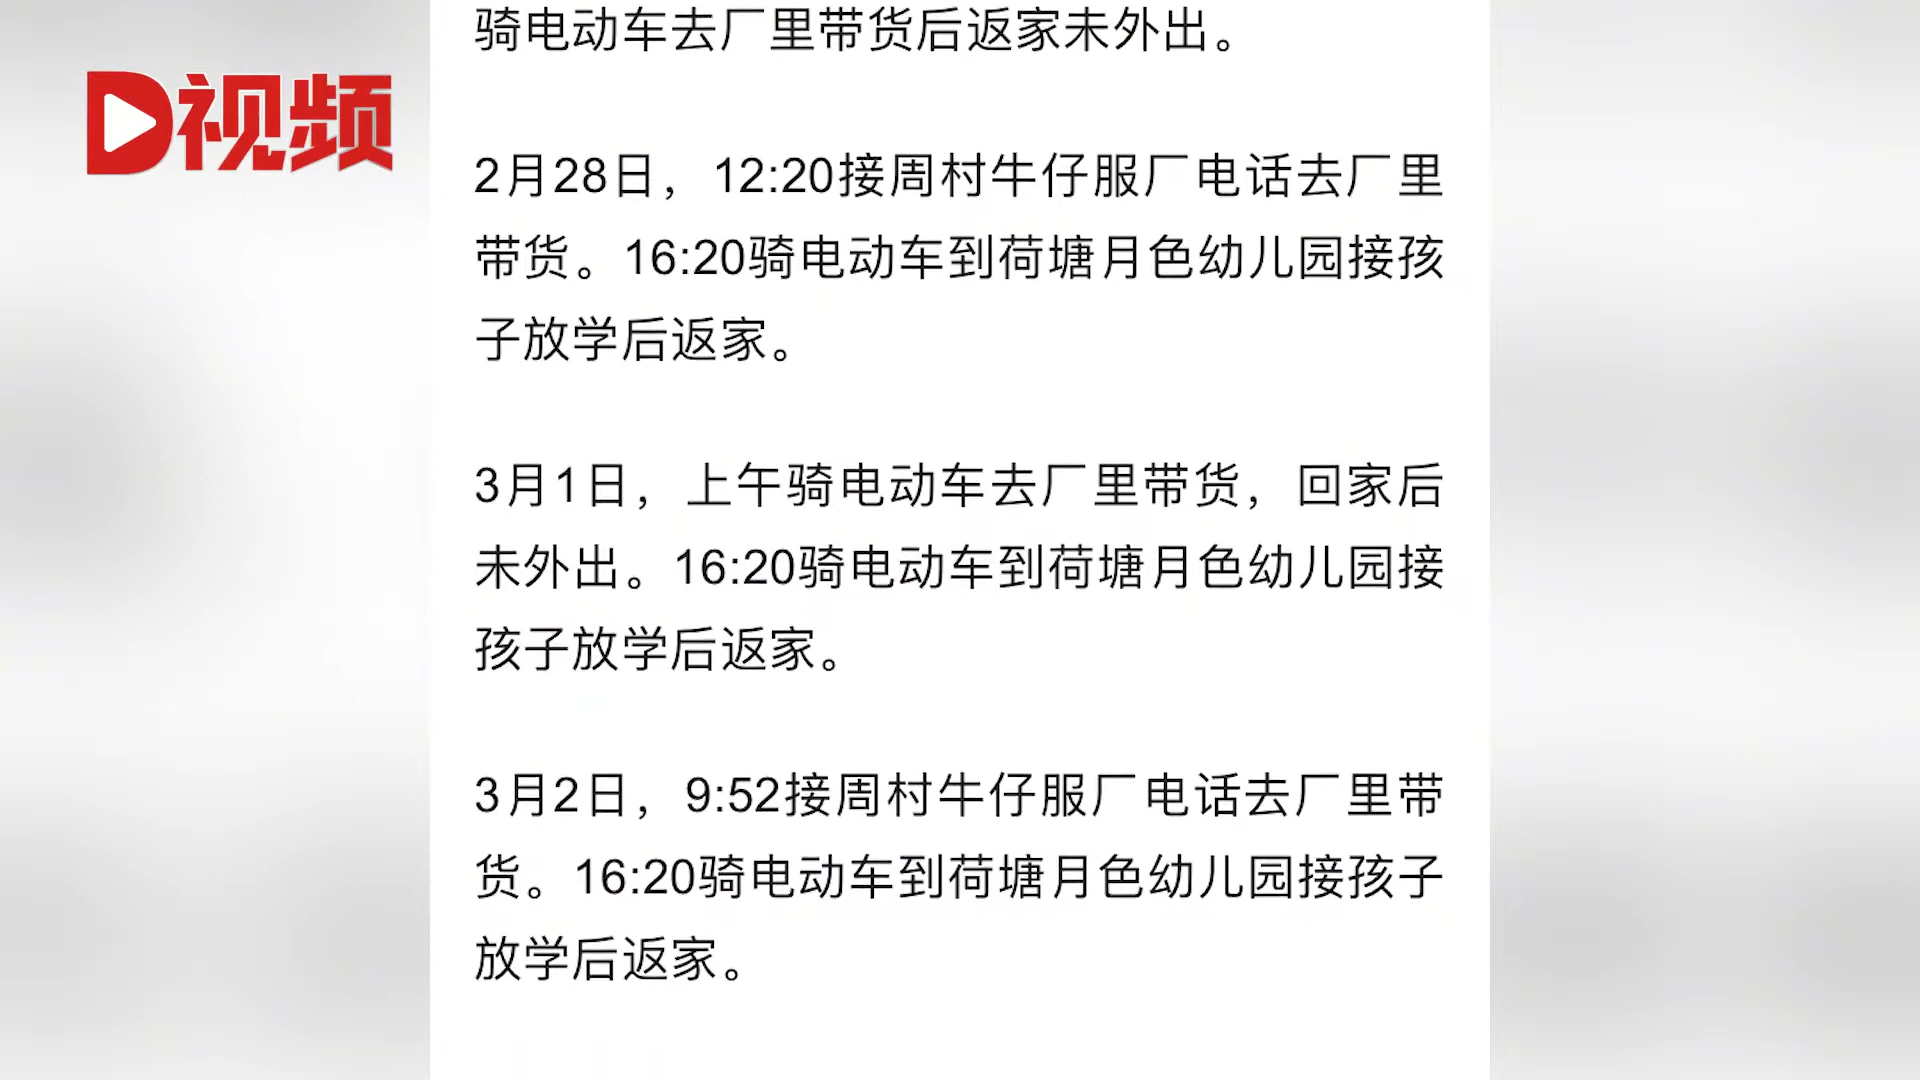 骑电动车去厂里带货后返家未外出。
视频
2月28日，12:20接周村牛仔服厂电话去厂里
带货。16:20骑电动车到荷塘月色幼儿园接孩
子放学后返家。
3月1日，上午骑电动车去厂里带货，回家后
未外出。16:20骑电动车到荷塘月色幼儿园接
孩子放学后返家。
3月2日，9:52接周村牛仔服厂电话去厂里带
货。16:20骑电动车到荷塘月色幼儿园接孩子
放学后返家。